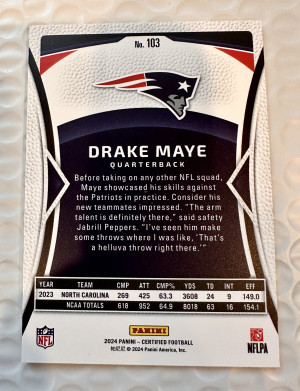 No. 103
DRAKE MAYE
QUARTERBACK
Before taking on any other NFL squad,
Maye showcased his skills against
the Patriots in practice. Consider his
new teammates impressed. "The arm
talent is definitely there," said safety
Jabrill Peppers. "I've seen him make
some throws where I was like, 'That's
a helluva throw right there.'"
YEAR TEAM CMP ATT CMP% YDS TD INT EFF
2023 NORTH CAROLINA 269 425 63.3 3608 24 9 149.0
NCAA TOTALS 618 952 64.9 8018 63 16 154.1
PANINI
2024 PANINI – CERTIFIED FOOTBALL
© 2024 Panini America, Inc.
NFL
NFLPA